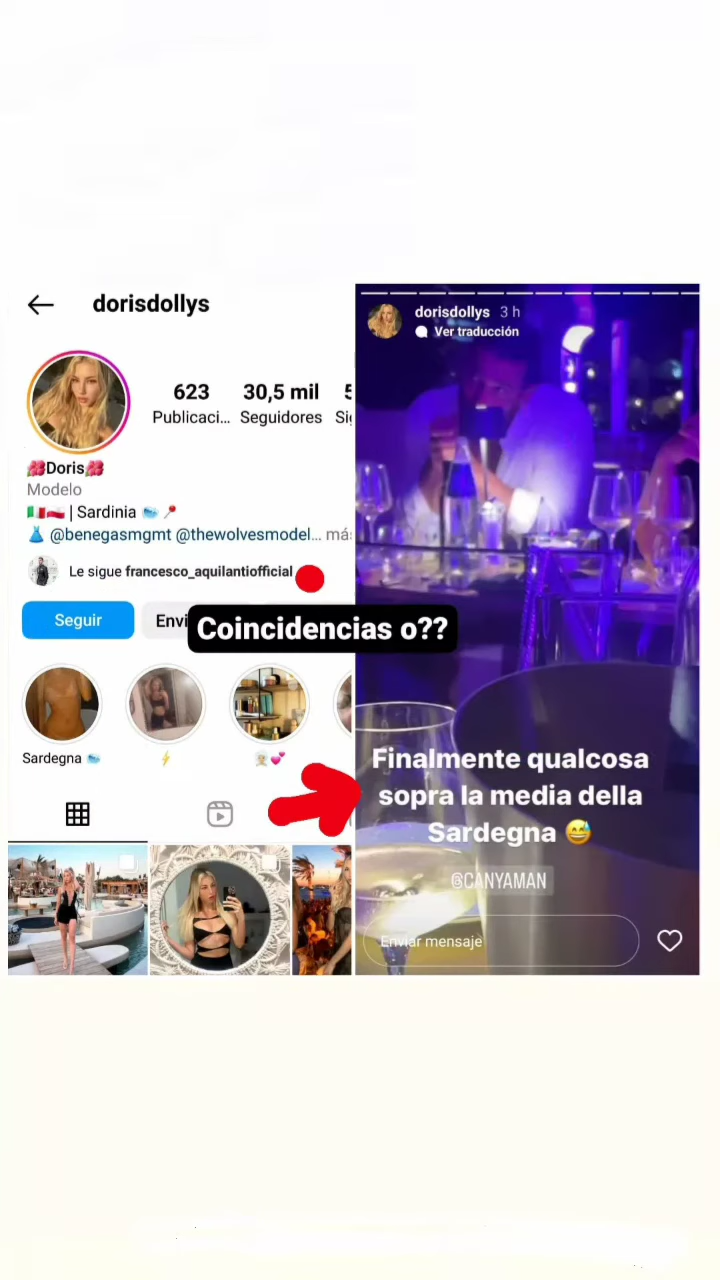 dorisdollys
623
30,5 mil
Publicaci...
Seguidores
Doris
Modelo
| Sardinia
@benegasmgmt @thewolvesmodel... más
Le sigue francesco_aquilantiofficial
Seguir
Envi
Coincidencias o??
Sardegna
dorisdollys 3 h
Ver traducción
Finalmente qualcosa
sopra la media della
Sardegna 😅
@CANYAMAN
Enviar mensaje